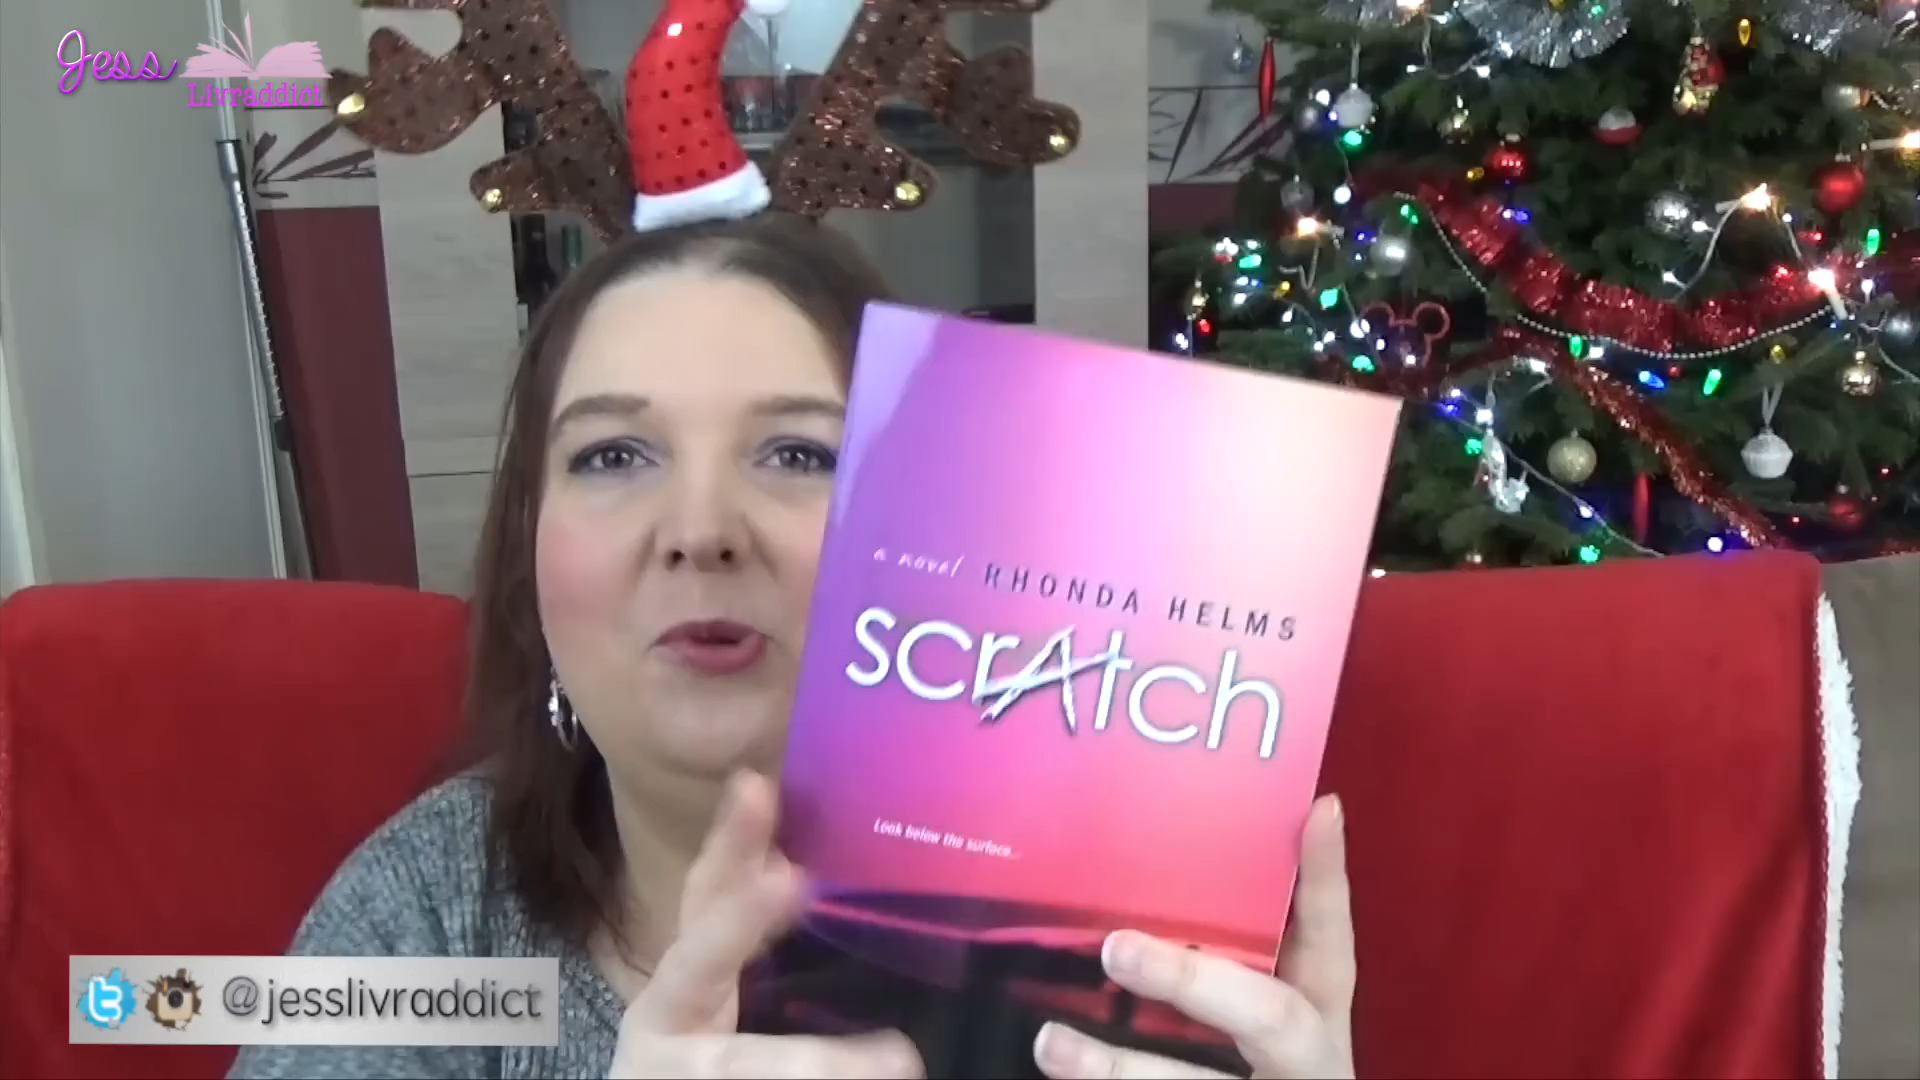 Jess
Livraddict
a novel RHONDA HELMS
scrAtch
Look below the surface...
@jesslivraddict